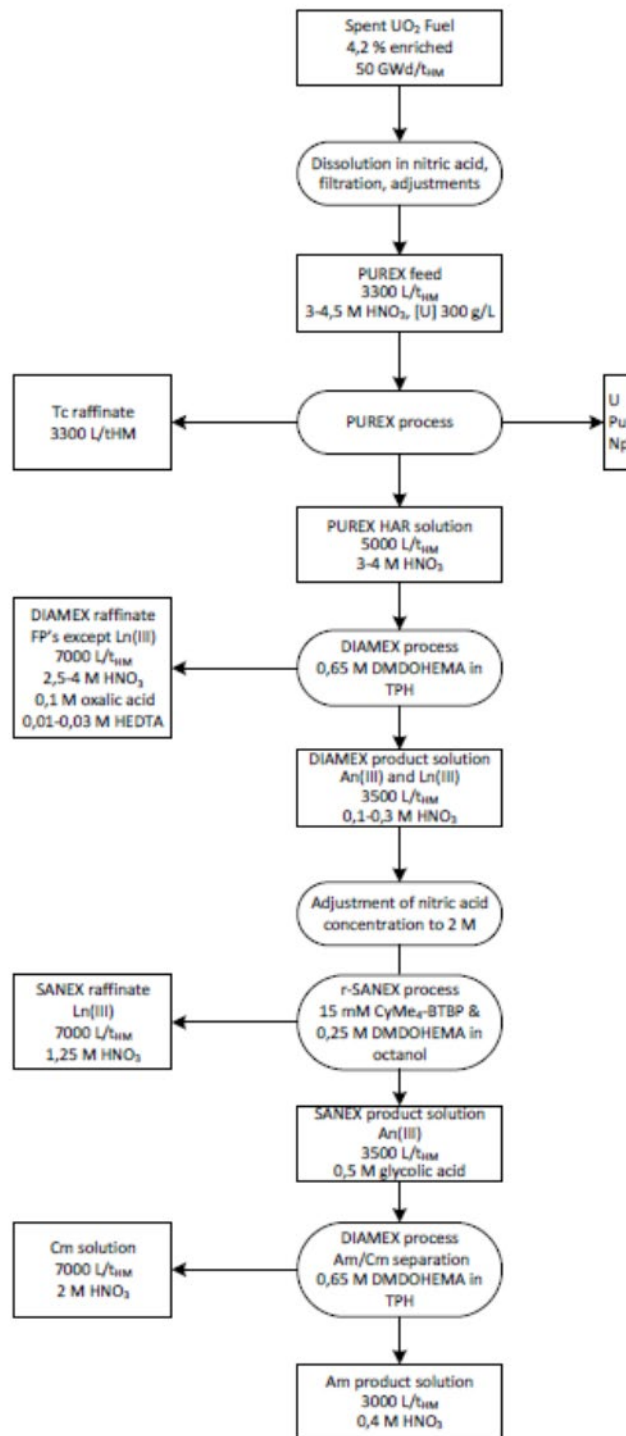 Spent UO₂ Fuel
4,2 % enriched
50 GWd/tHM
Dissolution in nitric acid,
filtration, adjustments
PUREX feed
3300 L/tHM
3-4,5 M HNO₃, [U] 300 g/L
Tc raffinate
3300 L/tHM
PUREX process
U
Pu
Np
PUREX HAR solution
5000 L/tHM
3-4 M HNO₃
DIAMEX raffinate
FP's except Ln(III)
7000 L/tHM
2,5-4 M HNO₃
0,1 M oxalic acid
0,01-0,03 M HEDTA
DIAMEX process
0,65 M DMDOHEMA in
TPH
DIAMEX product solution
An(III) and Ln(III)
3500 L/tHM
0,1-0,3 M HNO₃
Adjustment of nitric acid
concentration to 2 M
SANEX raffinate
Ln(III)
7000 L/tHM
1,25 M HNO₃
r-SANEX process
15 mM CyMe₄-BTBP &
0,25 M DMDOHEMA in
octanol
SANEX product solution
An(III)
3500 L/tHM
0,5 M glycolic acid
Cm solution
7000 L/tHM
2 M HNO₃
DIAMEX process
Am/Cm separation
0,65 M DMDOHEMA in
TPH
Am product solution
3000 L/tHM
0,4 M HNO₃